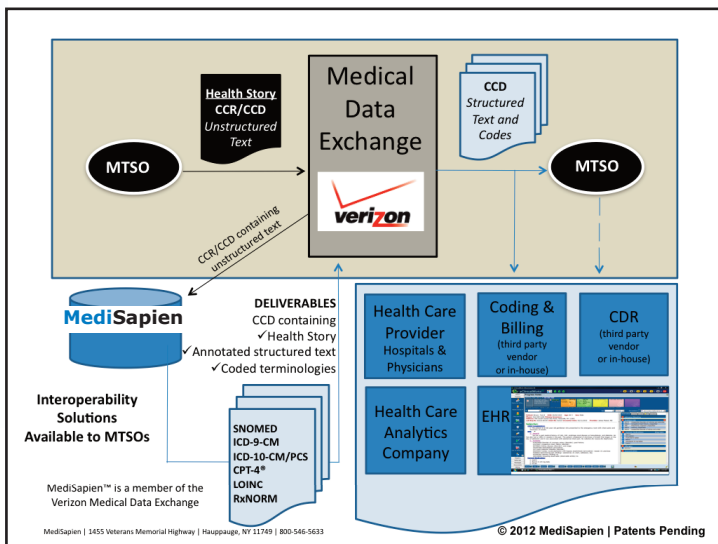 Health Story
CCR/CCD
Unstructured
Text
Medical
Data
Exchange
verizon
CCD
Structured
Text and
Codes
MTSO
MTSO
CCR/CCD containing
unstructured text
MediSapien
DELIVERABLES
CCD containing
✓Health Story
✓Annotated structured text
✓Coded terminologies
Health Care
Provider
Hospitals &
Physicians
Coding &
Billing
(third party
vendor
or in-house)
CDR
(third party
vendor
or in-house)
Interoperability
Solutions
Available to MTSOs
Health Care
Analytics
Company
EHR
SNOMED
ICD-9-CM
ICD-10-CM/PCS
CPT-4®
LOINC
RxNORM
MediSapien™ is a member of the
Verizon Medical Data Exchange
MediSapien | 1455 Veterans Memorial Highway | Hauppauge, NY 11749 | 800-546-5633
© 2012 MediSapien | Patents Pending